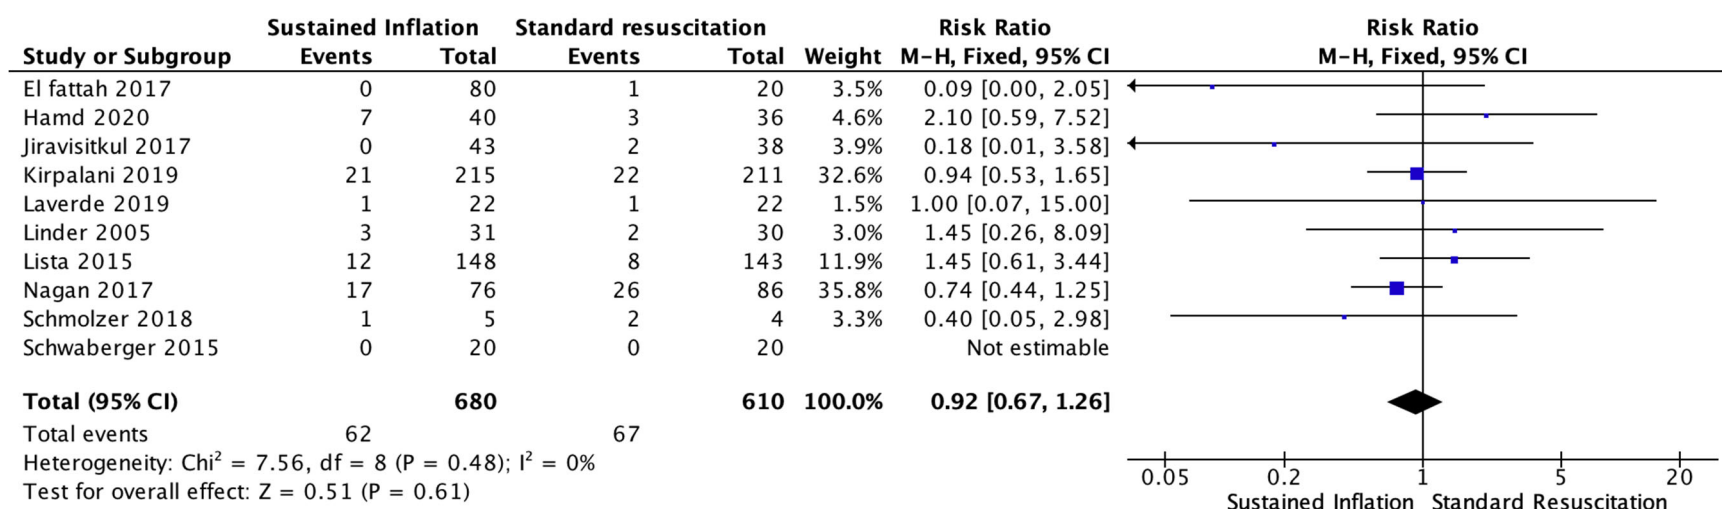 Sustained Inflation Standard resuscitation Risk Ratio Risk Ratio
Study or Subgroup Events Total Events Total Weight M-H, Fixed, 95% CI M-H, Fixed, 95% CI
El fattah 2017 0 80 1 20 3.5% 0.09 [0.00, 2.05]
Hamd 2020 7 40 3 36 4.6% 2.10 [0.59, 7.52]
Jiravisitkul 2017 0 43 2 38 3.9% 0.18 [0.01, 3.58]
Kirpalani 2019 21 215 22 211 32.6% 0.94 [0.53, 1.65]
Laverde 2019 1 22 1 22 1.5% 1.00 [0.07, 15.00]
Linder 2005 3 31 2 30 3.0% 1.45 [0.26, 8.09]
Lista 2015 12 148 8 143 11.9% 1.45 [0.61, 3.44]
Nagan 2017 17 76 26 86 35.8% 0.74 [0.44, 1.25]
Schmolzer 2018 1 5 2 4 3.3% 0.40 [0.05, 2.98]
Schwaberger 2015 0 20 0 20 Not estimable
Total (95% CI) 680 610 100.0% 0.92 [0.67, 1.26]
Total events 62 67
Heterogeneity: Chi² = 7.56, df = 8 (P = 0.48); I² = 0%
Test for overall effect: Z = 0.51 (P = 0.61)
0.05 0.2 1 5 20
Sustained Inflation Standard Resuscitation